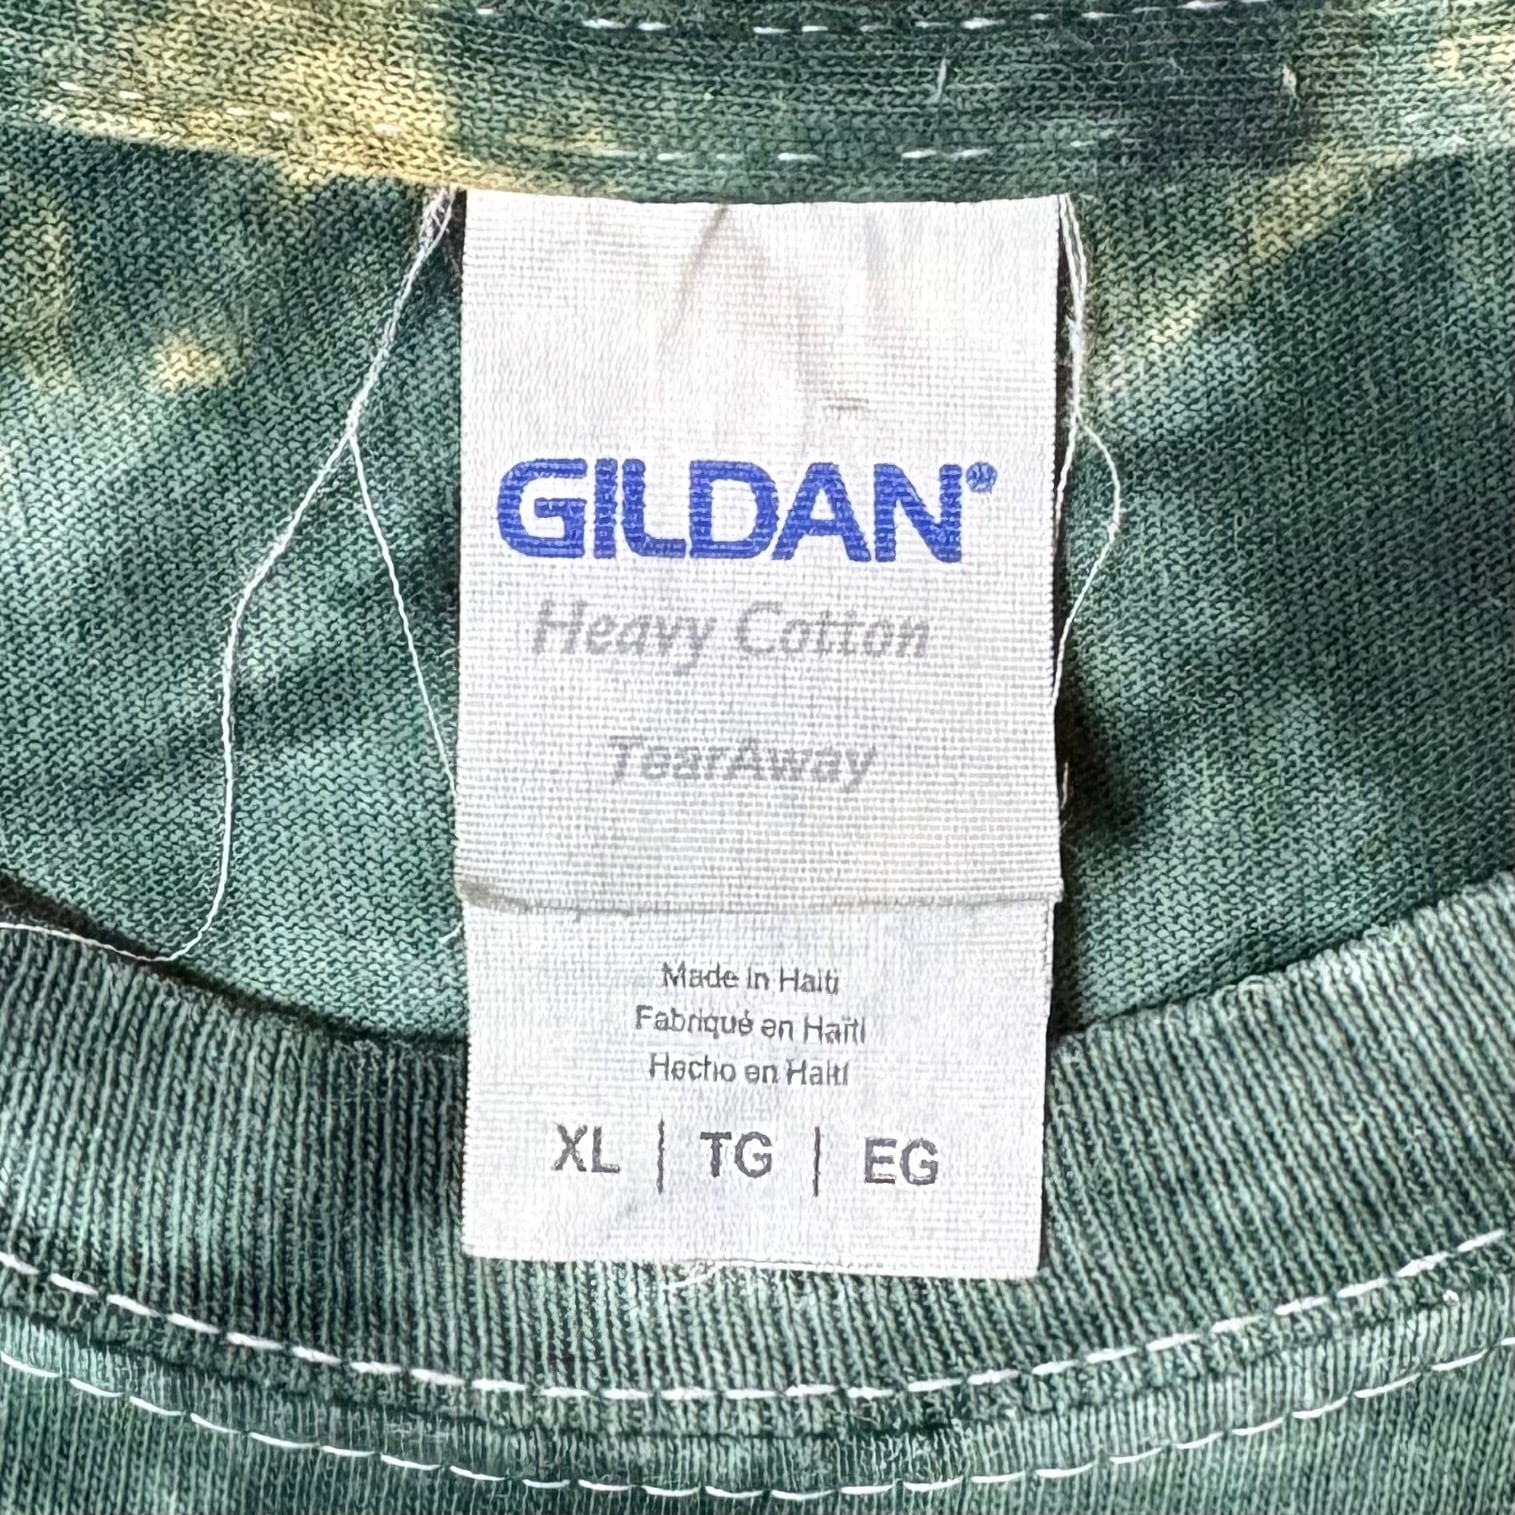 GILDAN®
Heavy Cotton
TearAway
Made in Haiti
Fabriqué en Haïti
Hecho en Haití
XL | TG | EG